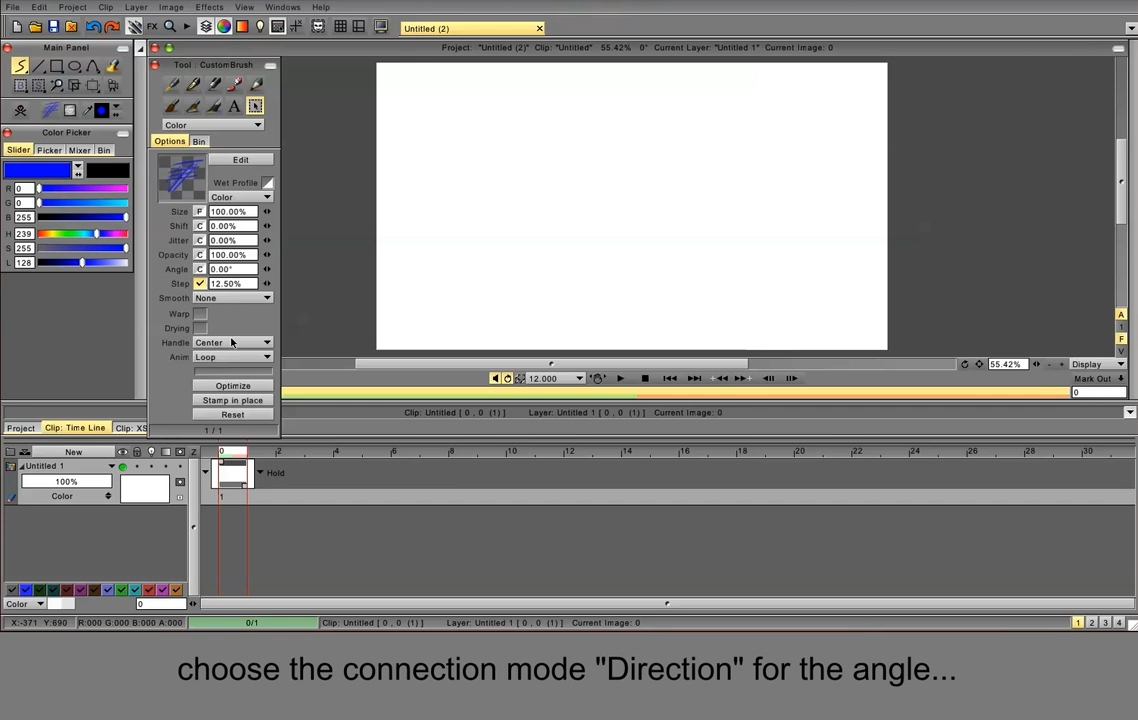 File Edit Project Clip Layer Image Effects View Windows Help
FX
Untitled (2)
Main Panel
Project: "Untitled (2)" Clip: "Untitled" 55.42% 0° Current Layer: "Untitled 1" Current Image: 0
Tool : CustomBrush
A
Color
Color Picker
Options Bin
Slider Picker Mixer Bin
Edit
Wet Profile
Color
R 0
G 0
B 255
H 239
S 255
L 128
Size F 100.00%
Shift C 0.00%
Jitter C 0.00%
Opacity C 100.00%
Angle C 0.00°
Step 12.50%
Smooth None
Warp
Drying
Handle Center
Anim Loop
Optimize
Stamp in place
Reset
1 / 1
A
1
F
V
55.42% - + Display
12.000
Mark Out
0
Clip: Untitled [ 0 , 0 (1) ] Layer: Untitled 1 [ 0 , 0 (1) ] Current Image: 0
Project Clip: Time Line Clip: XS
New Z
0 2 4 6 8 10 12 14 16 18 20 22 24 26 28 30
Untitled 1
100%
Color
Hold
1
Color 0
X:-371 Y:690 R:000 G:000 B:000 A:000 0/1 Clip: Untitled [ 0 , 0 (1) ] Layer: Untitled 1 [ 0 , 0 (1) ] Current Image: 0 1 2 3 4
choose the connection mode "Direction" for the angle...